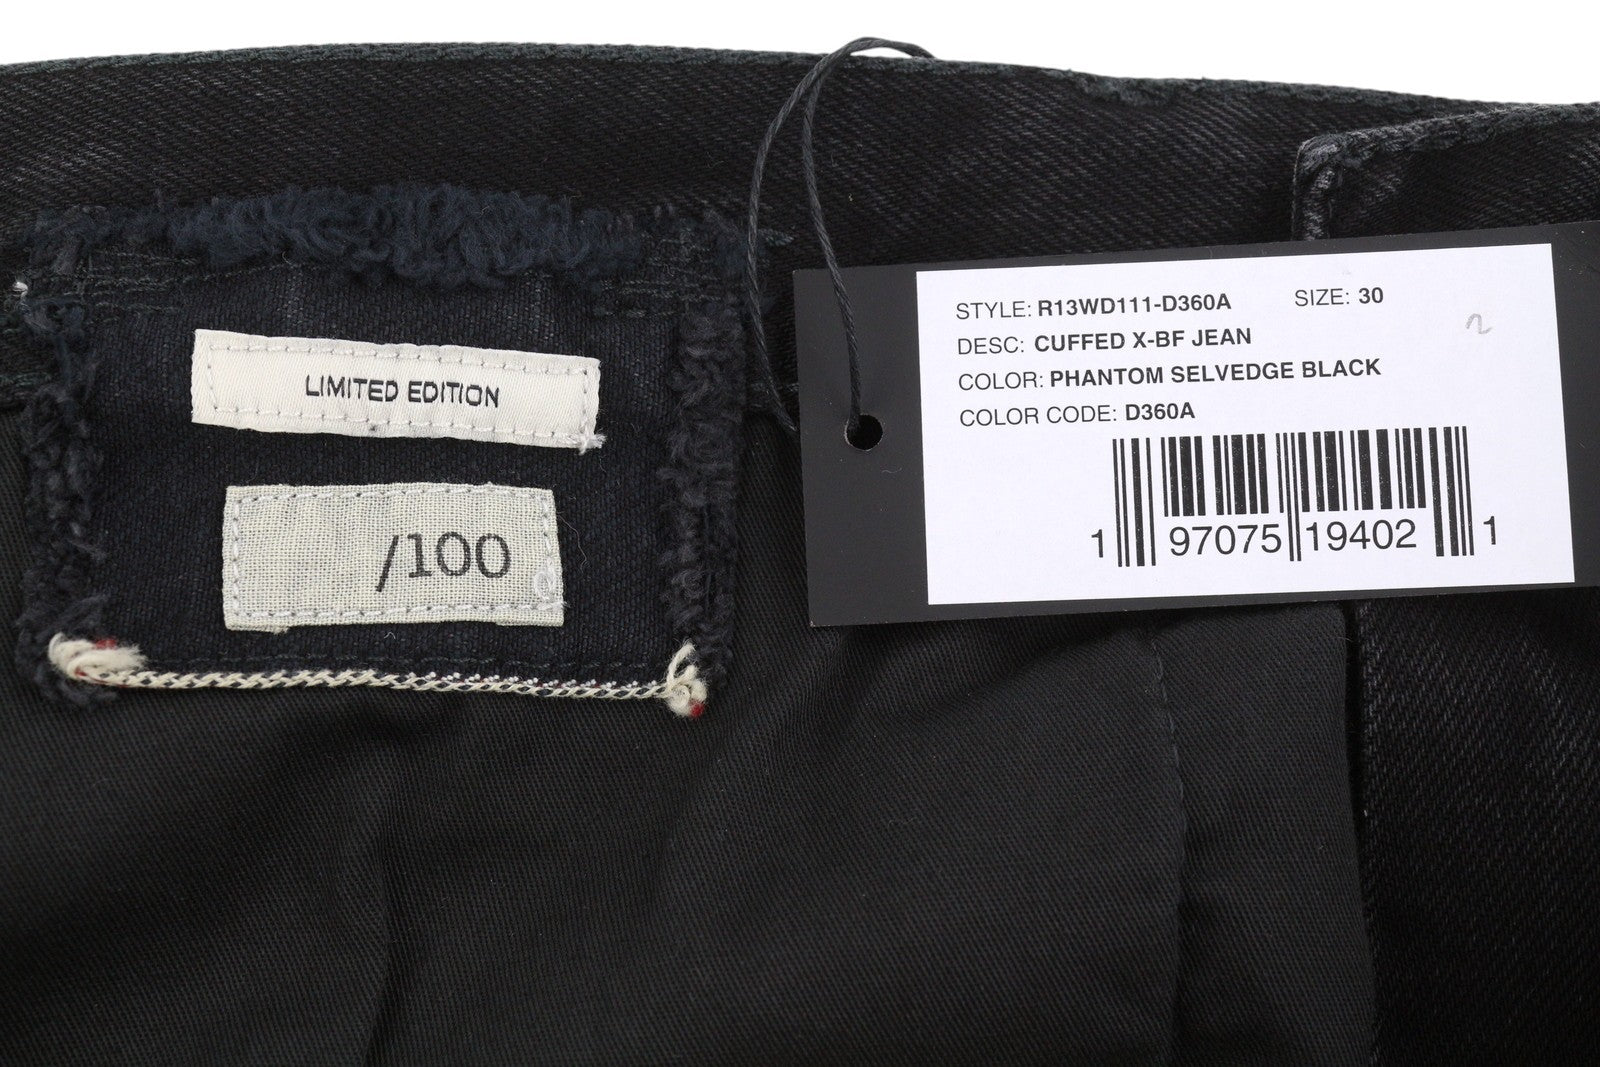 LIMITED EDITION
/100
STYLE: R13WD111-D360A SIZE: 30
DESC: CUFFED X-BF JEAN
COLOR: PHANTOM SELVEDGE BLACK
COLOR CODE: D360A
2
1 97075 19402 1